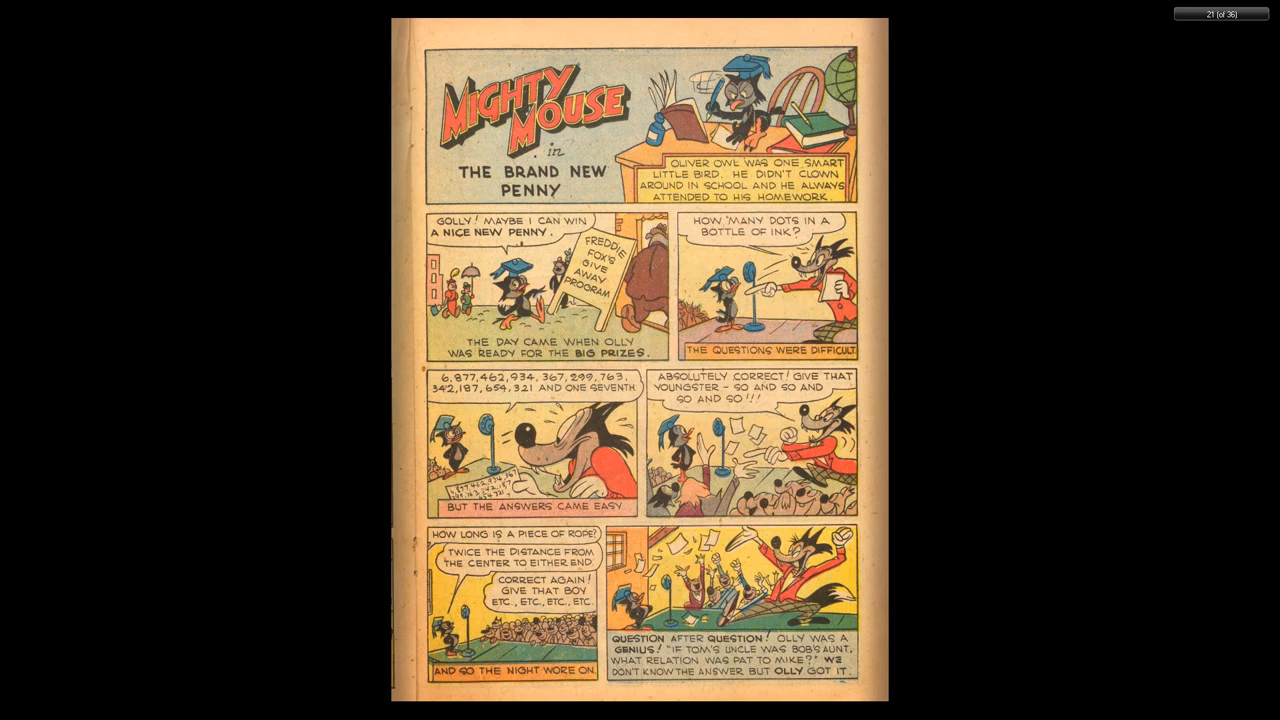 21 (of 36)
MIGHTY
MOUSE
in
THE BRAND NEW
PENNY
OLIVER OWL WAS ONE SMART
LITTLE BIRD. HE DIDN'T CLOWN
AROUND IN SCHOOL AND HE ALWAYS
ATTENDED TO HIS HOMEWORK.
GOLLY! MAYBE I CAN WIN
A NICE NEW PENNY.
FREDDIE
FOX'S
GIVE
AWAY
PROGRAM
THE DAY CAME WHEN OLLY
WAS READY FOR THE BIG PRIZES.
HOW MANY DOTS IN A
BOTTLE OF INK?
THE QUESTIONS WERE DIFFICULT.
6,877,462,934,367,299,763,
342,187,654,321 AND ONE SEVENTH.
BUT THE ANSWERS CAME EASY.
ABSOLUTELY CORRECT! GIVE THAT
YOUNGSTER - SO AND SO AND
SO AND SO!!!
HOW LONG IS A PIECE OF ROPE?
TWICE THE DISTANCE FROM
THE CENTER TO EITHER END.
CORRECT AGAIN!
GIVE THAT BOY
ETC., ETC., ETC., ETC.
AND SO THE NIGHT WORE ON.
QUESTION AFTER QUESTION! OLLY WAS A
GENIUS! "IF TOM'S UNCLE WAS BOB'S AUNT,
WHAT RELATION WAS PAT TO MIKE?" WE
DON'T KNOW THE ANSWER BUT OLLY GOT IT.